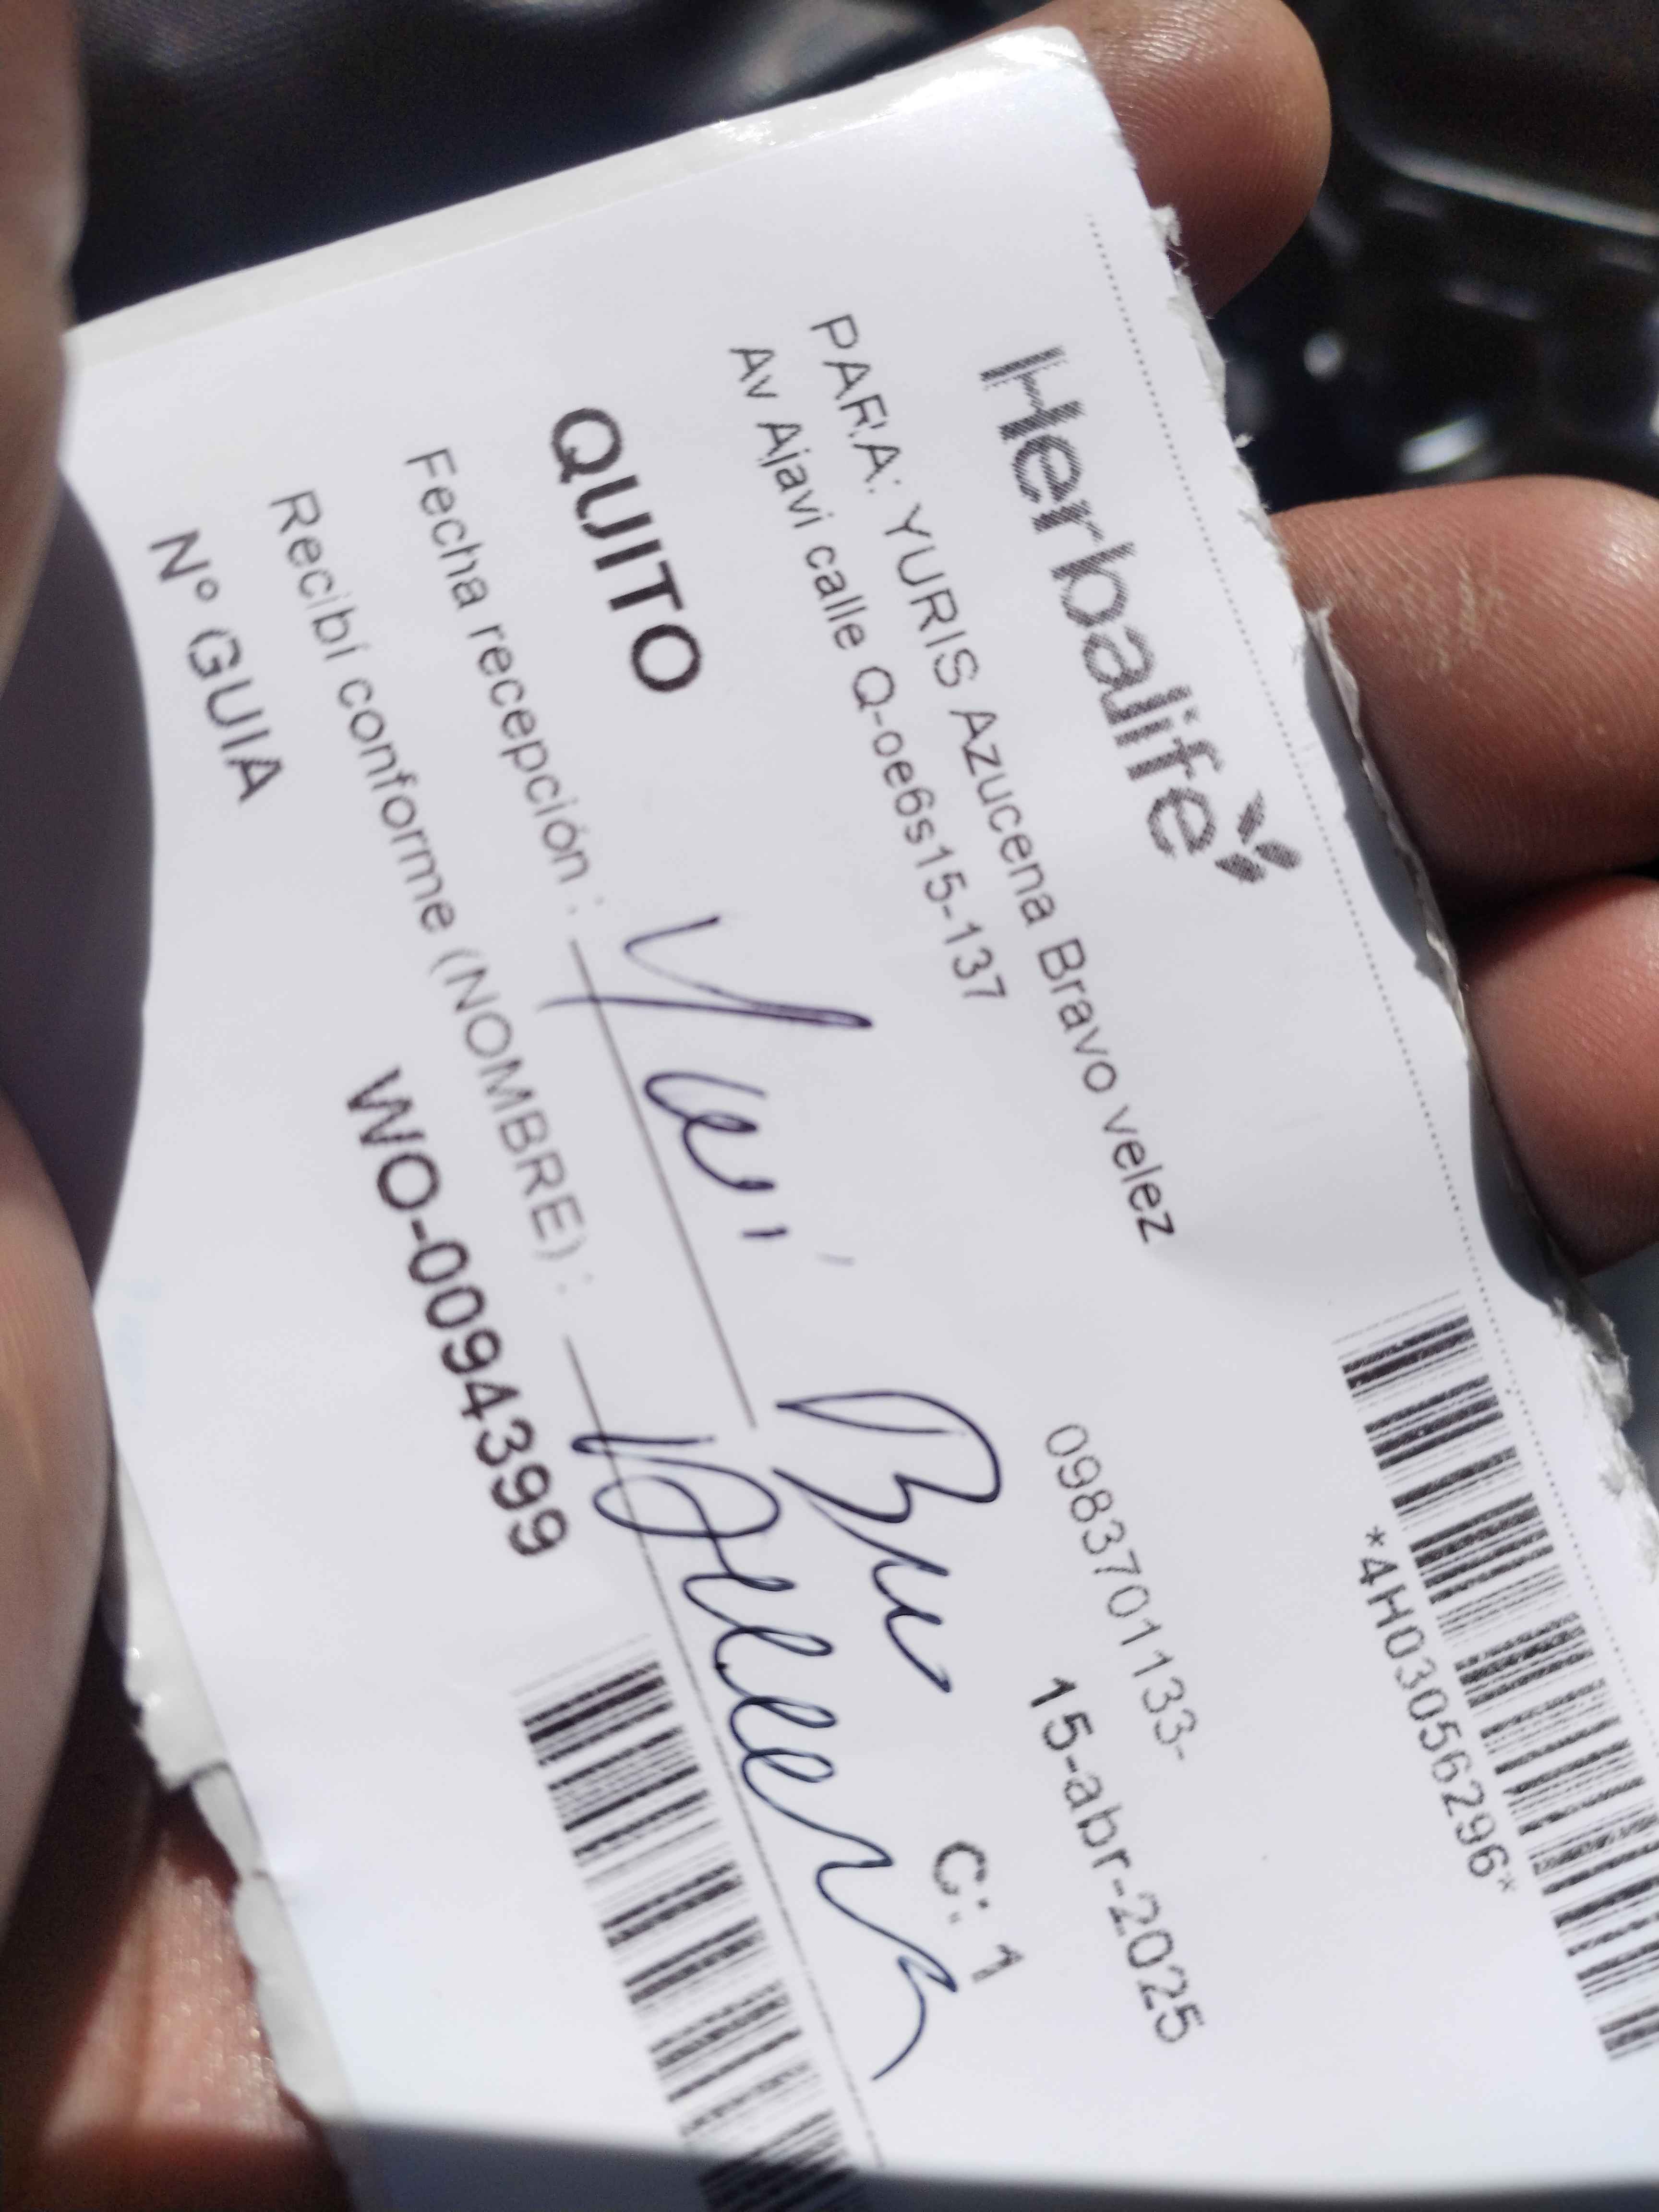 Herbalife
*4H03056296*
PARA: YURIS Azucena Bravo velez
0983701133-
Av Ajavi calle Q-oe6s15-137
15-abr-2025
QUITO
C: 1
Fecha recepción :
Recibí conforme (NOMBRE) :
Nº GUIA
WO-0094399